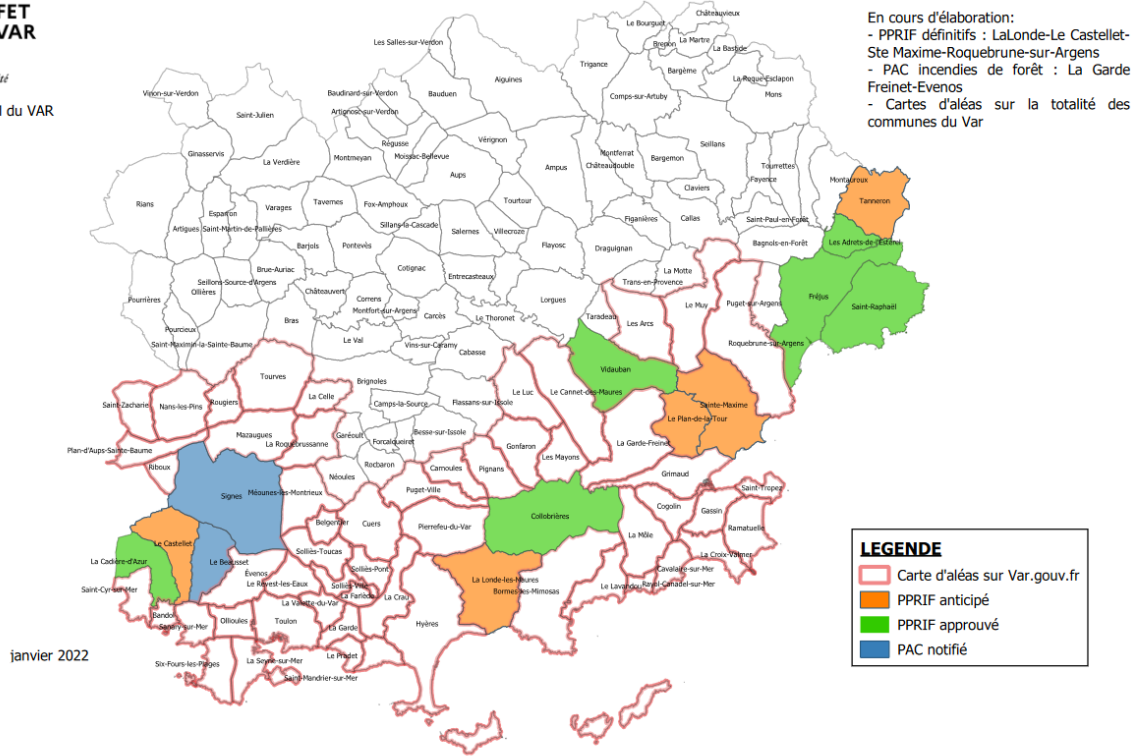 FET
VAR
ité
l du VAR
En cours d'élaboration:
- PPRIF définitifs : LaLonde-Le Castellet-
Ste Maxime-Roquebrune-sur-Argens
- PAC incendies de forêt : La Garde
Freinet-Evenos
- Cartes d'aléas sur la totalité des
communes du Var
Châteauvieux
Le Bourguet
Les Salles-sur-Verdon
Brenon
La Martre
La Bastide
Trigance
Bargème
Aiguines
La Roque-Esclapon
Vinon-sur-Verdon
Baudinard-sur-Verdon
Bauduen
Comps-sur-Artuby
Mons
Artignosc-sur-Verdon
Saint-Julien
Vérignon
Régusse
Seillans
Ginasservis
La Verdière
Montmeyan
Moissac-Bellevue
Montferrat
Bargemon
Ampus
Châteaudouble
Tourrettes
Aups
Fayence
Montauroux
Claviers
Tanneron
Rians
Varages
Tavernes
Fox-Amphoux
Tourtour
Esparron
Figanières
Callas
Saint-Paul-en-Forêt
Artigues
Saint-Martin-de-Pallières
Sillans-la-Cascade
Salernes
Villecroze
Barjols
Pontevès
Flayosc
Draguignan
Bagnols-en-Forêt
Les Adrets-de-l'Estérel
Brue-Auriac
Cotignac
Entrecasteaux
La Motte
Seillons-Source-d'Argens
Trans-en-Provence
Ollières
Châteauvert
Pourrières
Correns
Lorgues
Fréjus
Le Muy
Puget-sur-Argens
Saint-Raphaël
Montfort-sur-Argens
Carcès
Bras
Le Thoronet
Taradeau
Les Arcs
Pourcieux
Le Val
Vins-sur-Caramy
Roquebrune-sur-Argens
Saint-Maximin-la-Sainte-Baume
Cabasse
Vidauban
Tourves
Brignoles
Le Luc
Le Cannet-des-Maures
La Celle
Saint-Zacharie
Nans-les-Pins
Rougiers
Camps-la-Source
Flassans-sur-Issole
Sainte-Maxime
Le Plan-de-la-Tour
Mazaugues
Garéoult
Besse-sur-Issole
La Roquebrussanne
Forcalqueiret
Gonfaron
La Garde-Freinet
Plan-d'Aups-Sainte-Baume
Les Mayons
Riboux
Rocbaron
Camoules
Pignans
Néoules
Grimaud
Signes
Méounes-les-Montrieux
Puget-Ville
Saint-Tropez
Cogolin
Gassin
Collobrières
Belgentier
Cuers
Pierrefeu-du-Var
Ramatuelle
La Môle
Le Castellet
Solliès-Toucas
La Croix-Valmer
La Cadière-d'Azur
Le Beausset
Solliès-Pont
Cavalaire-sur-Mer
Évenos
La Londe-les-Maures
Le Lavandou
Rayol-Canadel-sur-Mer
Saint-Cyr-sur-Mer
Le Revest-les-Eaux
Solliès-Ville
Bormes-les-Mimosas
La Farlède
La Crau
La Valette-du-Var
Bandol
Sanary-sur-Mer
Ollioules
Toulon
La Garde
Hyères
Le Pradet
Six-Fours-les-Plages
La Seyne-sur-Mer
Saint-Mandrier-sur-Mer
janvier 2022
LEGENDE
Carte d'aléas sur Var.gouv.fr
PPRIF anticipé
PPRIF approuvé
PAC notifié